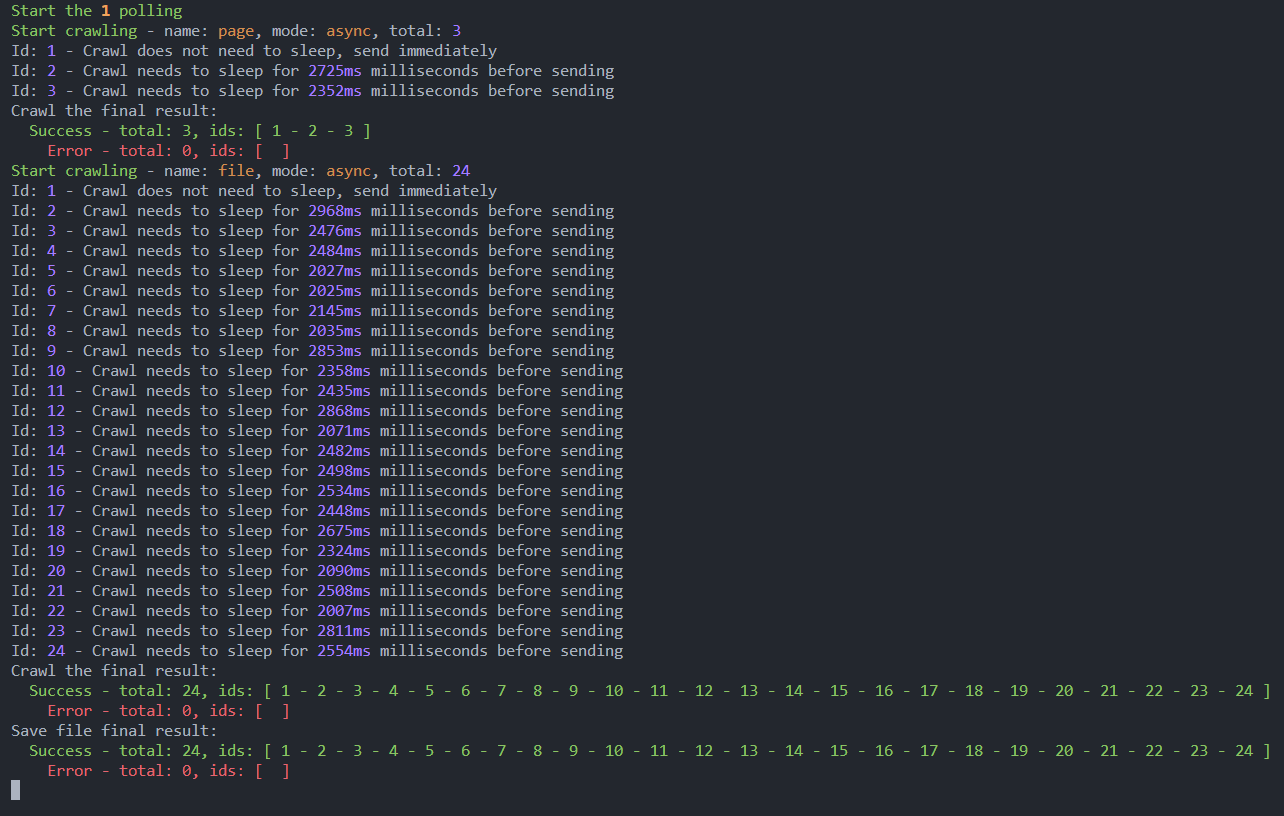 Start the 1 polling
Start crawling - name: page, mode: async, total: 3
Id: 1 - Crawl does not need to sleep, send immediately
Id: 2 - Crawl needs to sleep for 2725ms milliseconds before sending
Id: 3 - Crawl needs to sleep for 2352ms milliseconds before sending
Crawl the final result:
  Success - total: 3, ids: [ 1 - 2 - 3 ]
    Error - total: 0, ids: [  ]
Start crawling - name: file, mode: async, total: 24
Id: 1 - Crawl does not need to sleep, send immediately
Id: 2 - Crawl needs to sleep for 2968ms milliseconds before sending
Id: 3 - Crawl needs to sleep for 2476ms milliseconds before sending
Id: 4 - Crawl needs to sleep for 2484ms milliseconds before sending
Id: 5 - Crawl needs to sleep for 2027ms milliseconds before sending
Id: 6 - Crawl needs to sleep for 2025ms milliseconds before sending
Id: 7 - Crawl needs to sleep for 2145ms milliseconds before sending
Id: 8 - Crawl needs to sleep for 2035ms milliseconds before sending
Id: 9 - Crawl needs to sleep for 2853ms milliseconds before sending
Id: 10 - Crawl needs to sleep for 2358ms milliseconds before sending
Id: 11 - Crawl needs to sleep for 2435ms milliseconds before sending
Id: 12 - Crawl needs to sleep for 2868ms milliseconds before sending
Id: 13 - Crawl needs to sleep for 2071ms milliseconds before sending
Id: 14 - Crawl needs to sleep for 2482ms milliseconds before sending
Id: 15 - Crawl needs to sleep for 2498ms milliseconds before sending
Id: 16 - Crawl needs to sleep for 2534ms milliseconds before sending
Id: 17 - Crawl needs to sleep for 2448ms milliseconds before sending
Id: 18 - Crawl needs to sleep for 2675ms milliseconds before sending
Id: 19 - Crawl needs to sleep for 2324ms milliseconds before sending
Id: 20 - Crawl needs to sleep for 2090ms milliseconds before sending
Id: 21 - Crawl needs to sleep for 2508ms milliseconds before sending
Id: 22 - Crawl needs to sleep for 2007ms milliseconds before sending
Id: 23 - Crawl needs to sleep for 2811ms milliseconds before sending
Id: 24 - Crawl needs to sleep for 2554ms milliseconds before sending
Crawl the final result:
  Success - total: 24, ids: [ 1 - 2 - 3 - 4 - 5 - 6 - 7 - 8 - 9 - 10 - 11 - 12 - 13 - 14 - 15 - 16 - 17 - 18 - 19 - 20 - 21 - 22 - 23 - 24 ]
    Error - total: 0, ids: [  ]
Save file final result:
  Success - total: 24, ids: [ 1 - 2 - 3 - 4 - 5 - 6 - 7 - 8 - 9 - 10 - 11 - 12 - 13 - 14 - 15 - 16 - 17 - 18 - 19 - 20 - 21 - 22 - 23 - 24 ]
    Error - total: 0, ids: [  ]